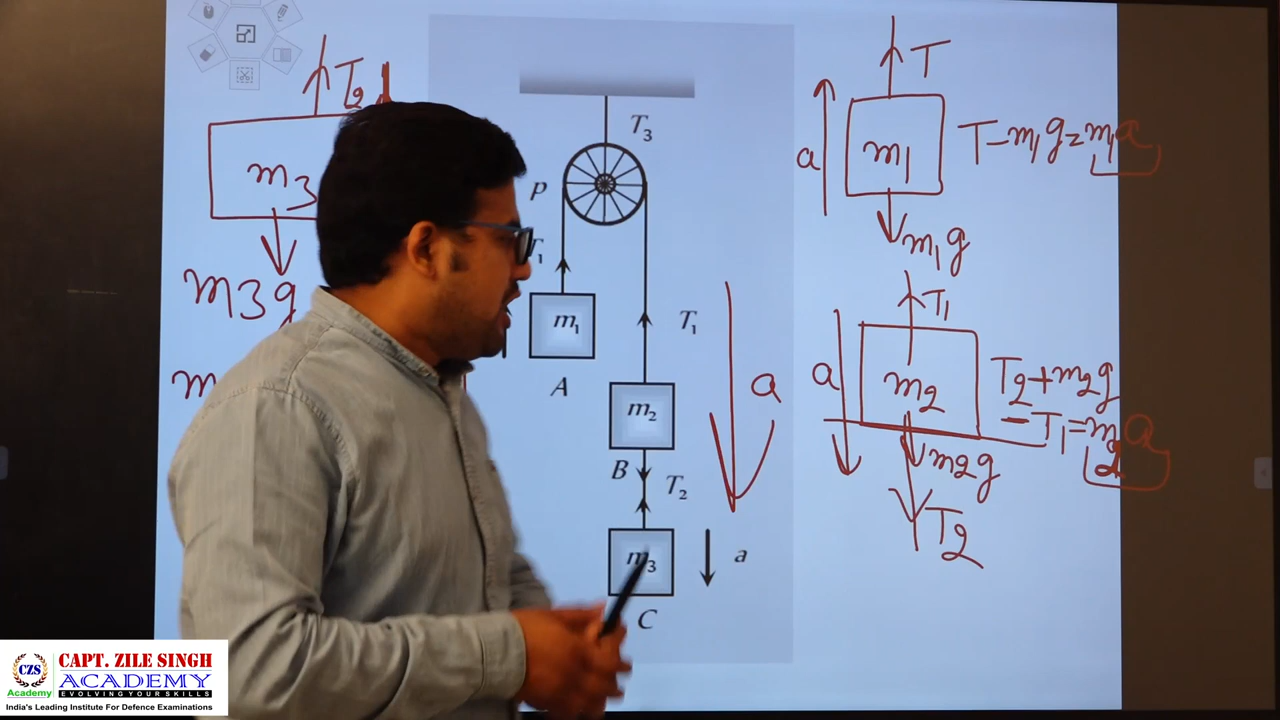 T2
m3
m3g
m
T3
P
1
m1
A
T1
m2
B
T2
m3
C
a
a
T
a
m1
T-m1g=m1a
m1g
T1
a
m2
T2+m2g
-T1=m2a
m2g
T2
CZS
Academy
CAPT. ZILE SINGH
ACADEMY
EVOLVING YOUR SKILLS
India's Leading Institute For Defence Examinations